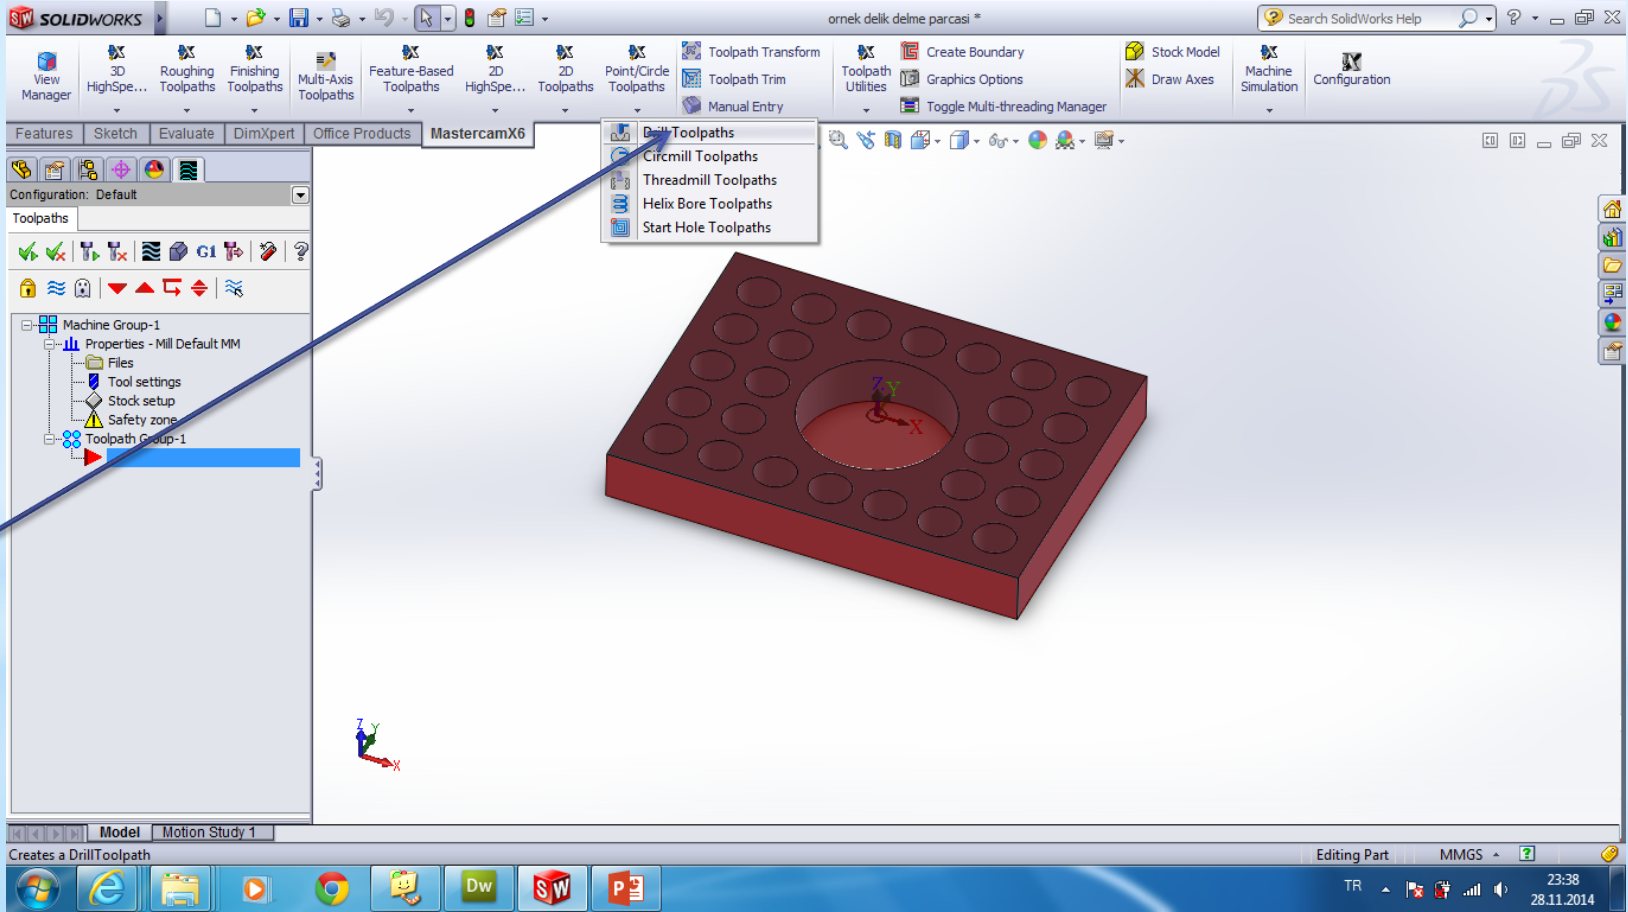 SW SOLIDWORKS
ornek delik delme parcasi *
Search SolidWorks Help
View Manager
3D HighSpe...
Roughing Toolpaths
Finishing Toolpaths
Multi-Axis Toolpaths
Feature-Based Toolpaths
2D HighSpe...
2D Toolpaths
Point/Circle Toolpaths
Toolpath Transform
Toolpath Trim
Manual Entry
Toolpath Utilities
Create Boundary
Graphics Options
Toggle Multi-threading Manager
Stock Model
Draw Axes
Machine Simulation
Configuration
Features Sketch Evaluate DimXpert Office Products MastercamX6
Drill Toolpaths
Circmill Toolpaths
Threadmill Toolpaths
Helix Bore Toolpaths
Start Hole Toolpaths
Configuration: Default
Toolpaths
G1
Machine Group-1
Properties - Mill Default MM
Files
Tool settings
Stock setup
Safety zone
Toolpath Group-1
Z Y
X
Z Y
X
Model Motion Study 1
Creates a DrillToolpath
Editing Part MMGS
Dw SW P
TR
23:38
28.11.2014